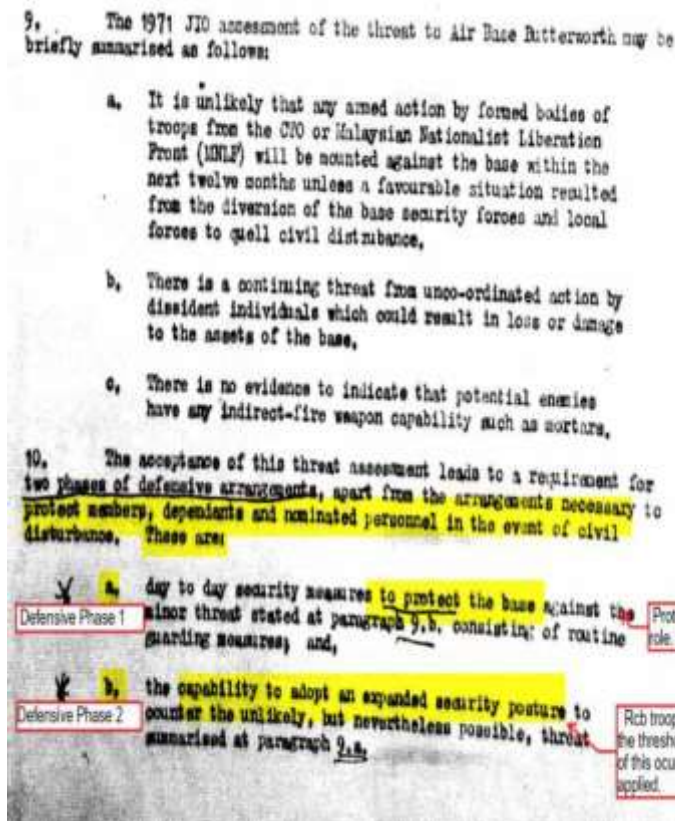 9. The 1971 JIO assessment of the threat to Air Base Butterworth may be
briefly summarised as follows:
a. It is unlikely that any armed action by formed bodies of
troops from the CTO or Malaysian Nationalist Liberation
Front (MNLF) will be mounted against the base within the
next twelve months unless a favourable situation resulted
from the diversion of the base security forces and local
forces to quell civil distrubance.
b. There is a continuing threat from unco-ordinated action by
dissident individuals which could result in loss or damage
to the assets of the base.
c. There is no evidence to indicate that potential enemies
have any indirect-fire weapon capability such as mortars.
10. The acceptance of this threat assessment leads to a requirement for
two phases of defensive arrangements, apart from the arrangements necessary to
protect members, dependants and nominated personnel in the event of civil
disturbance. These are:
a. day to day security measures to protect the base against the
minor threat stated at paragraph 9.b. consisting of routine
guarding measures; and,
Defensive Phase 1
Prot
role.
b. the capability to adopt an expanded security posture to
counter the unlikely, but nevertheless possible, threat
summarised at paragraph 9.a.
Defensive Phase 2
Rcb troop
the thresho
of this ocu
applied.